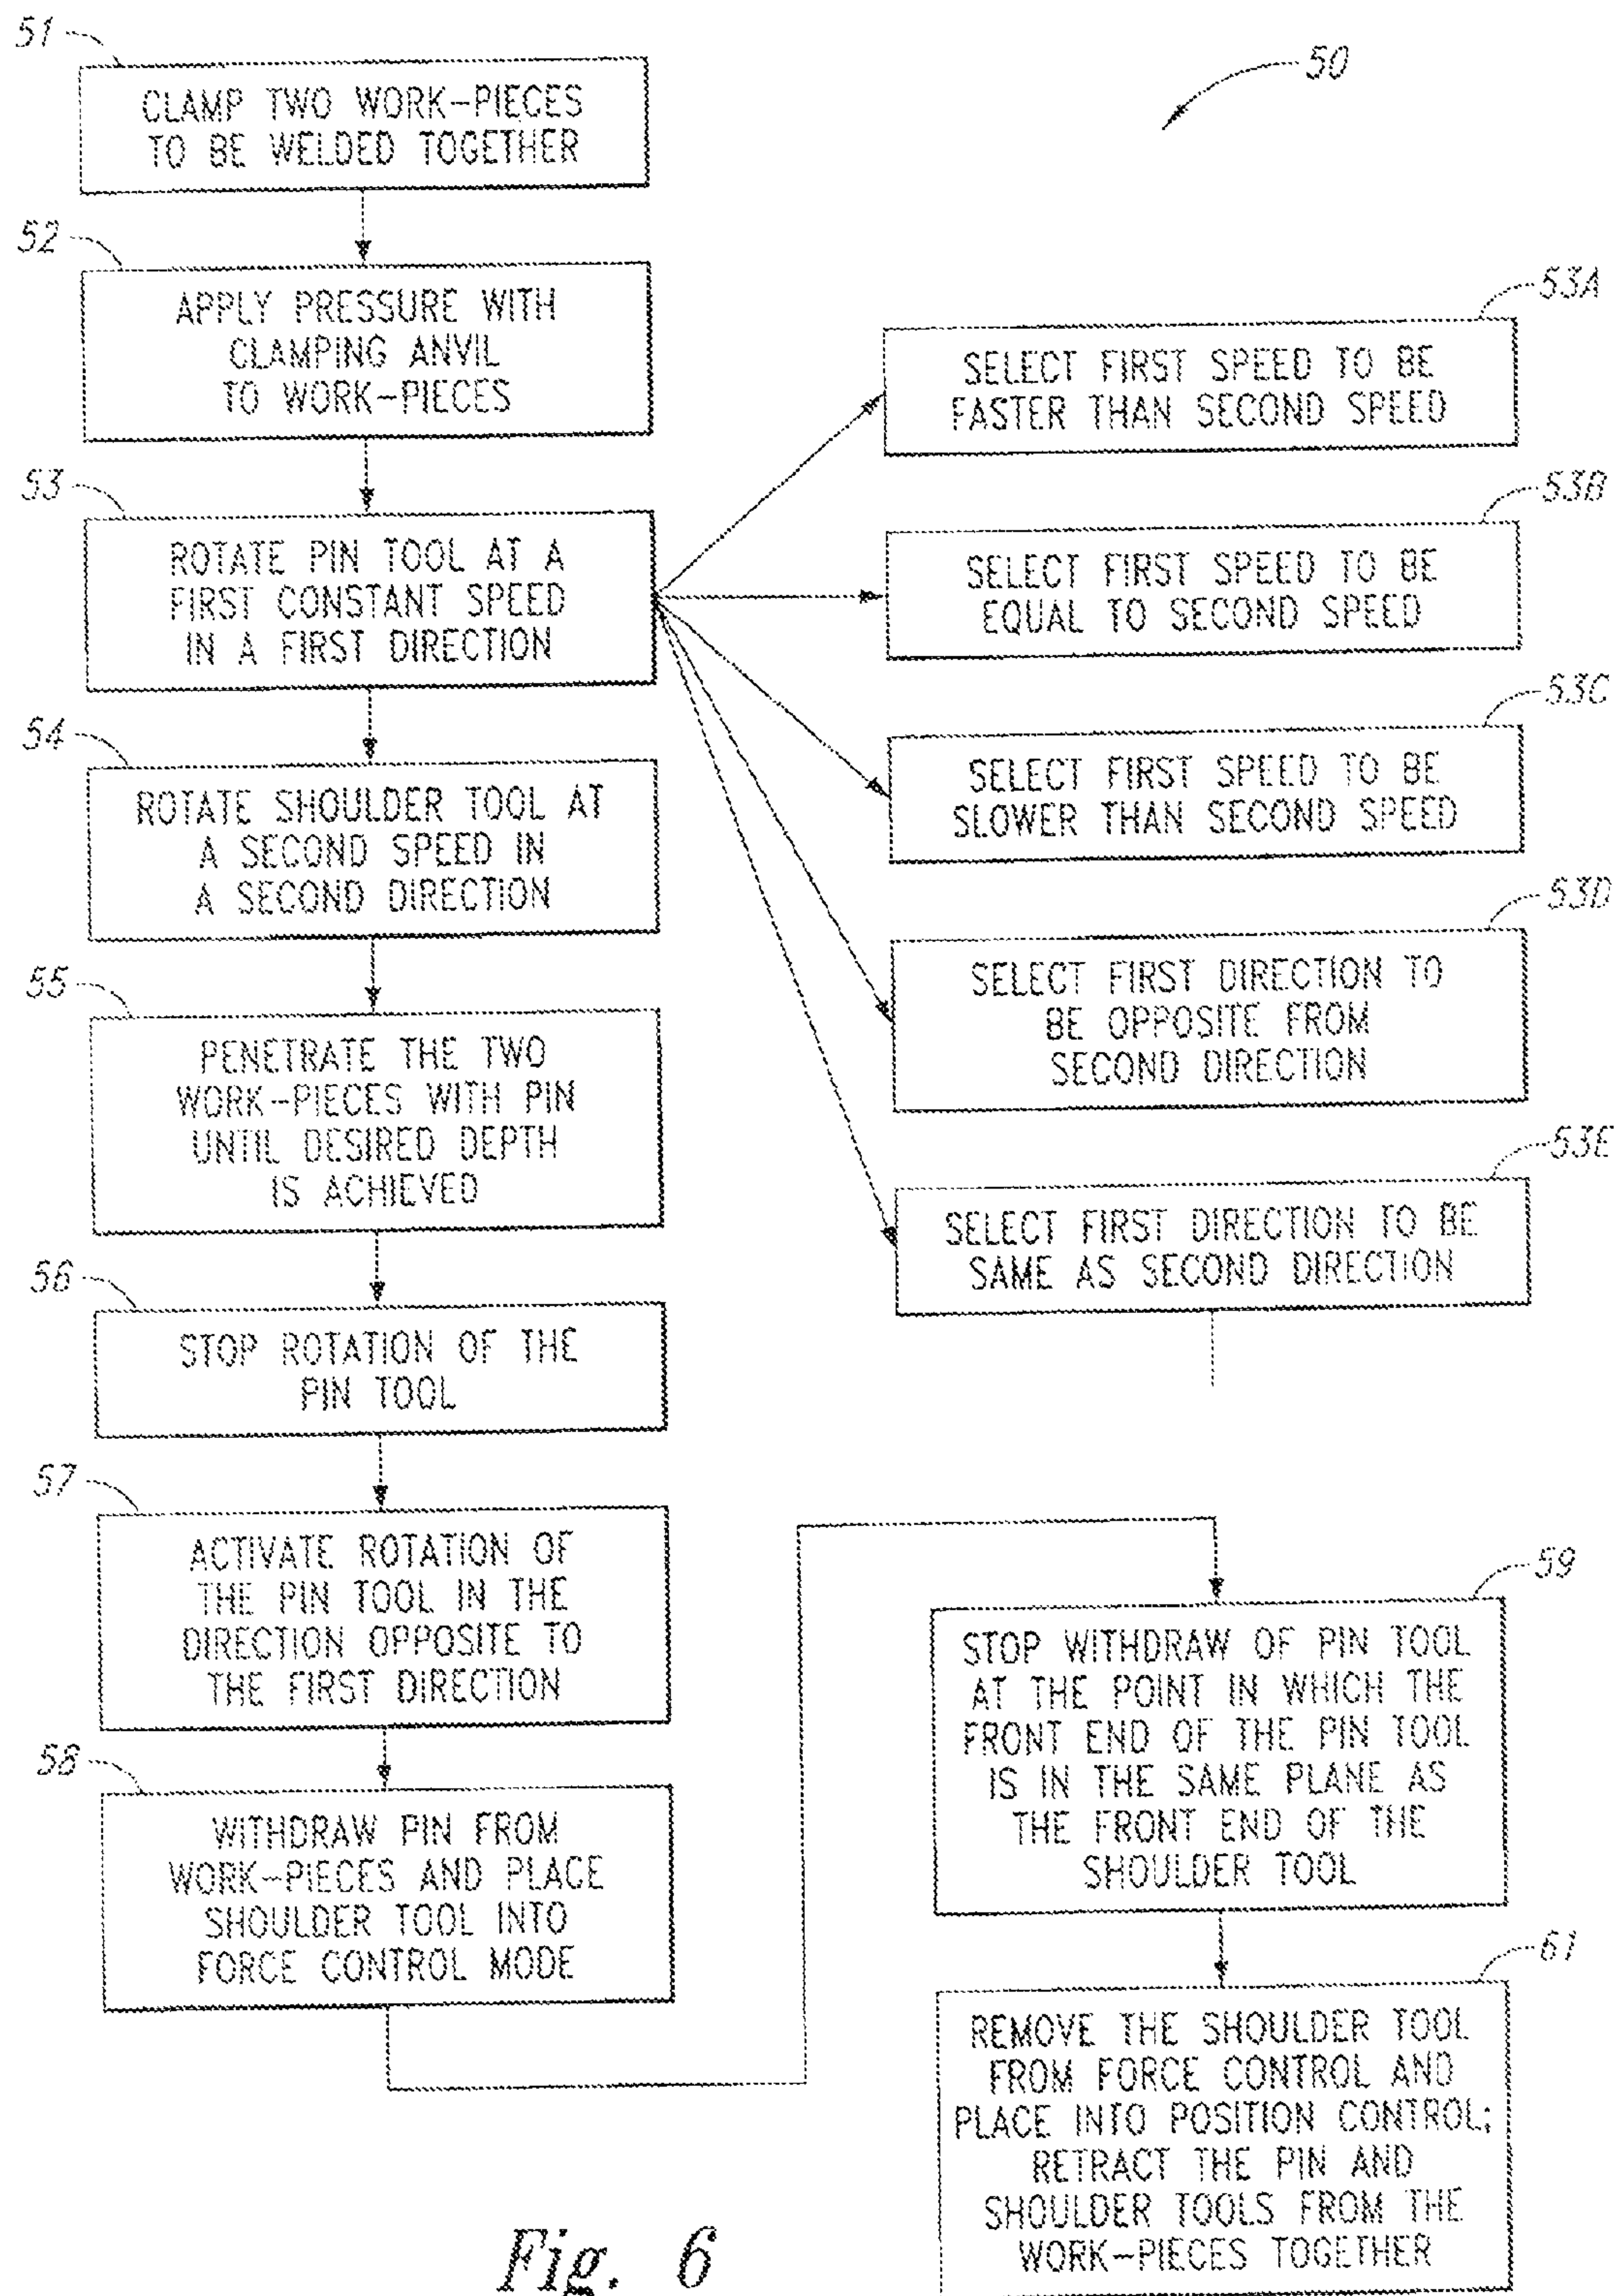 51
CLAMP TWO WORK-PIECES
TO BE WELDED TOGETHER
50
52
APPLY PRESSURE WITH
CLAMPING ANVIL
TO WORK-PIECES
53
ROTATE PIN TOOL AT A
FIRST CONSTANT SPEED
IN A FIRST DIRECTION
53A
SELECT FIRST SPEED TO BE
FASTER THAN SECOND SPEED
53B
SELECT FIRST SPEED TO BE
EQUAL TO SECOND SPEED
53C
SELECT FIRST SPEED TO BE
SLOWER THAN SECOND SPEED
53D
SELECT FIRST DIRECTION TO
BE OPPOSITE FROM
SECOND DIRECTION
53E
SELECT FIRST DIRECTION TO BE
SAME AS SECOND DIRECTION
54
ROTATE SHOULDER TOOL AT
A SECOND SPEED IN
A SECOND DIRECTION
55
PENETRATE THE TWO
WORK-PIECES WITH PIN
UNTIL DESIRED DEPTH
IS ACHIEVED
56
STOP ROTATION OF THE
PIN TOOL
57
ACTIVATE ROTATION OF
THE PIN TOOL IN THE
DIRECTION OPPOSITE TO
THE FIRST DIRECTION
58
WITHDRAW PIN FROM
WORK-PIECES AND PLACE
SHOULDER TOOL INTO
FORCE CONTROL MODE
59
STOP WITHDRAW OF PIN TOOL
AT THE POINT IN WHICH THE
FRONT END OF THE PIN TOOL
IS IN THE SAME PLANE AS
THE FRONT END OF THE
SHOULDER TOOL
61
REMOVE THE SHOULDER TOOL
FROM FORCE CONTROL AND
PLACE INTO POSITION CONTROL;
RETRACT THE PIN AND
SHOULDER TOOLS FROM THE
WORK-PIECES TOGETHER
Fig. 6